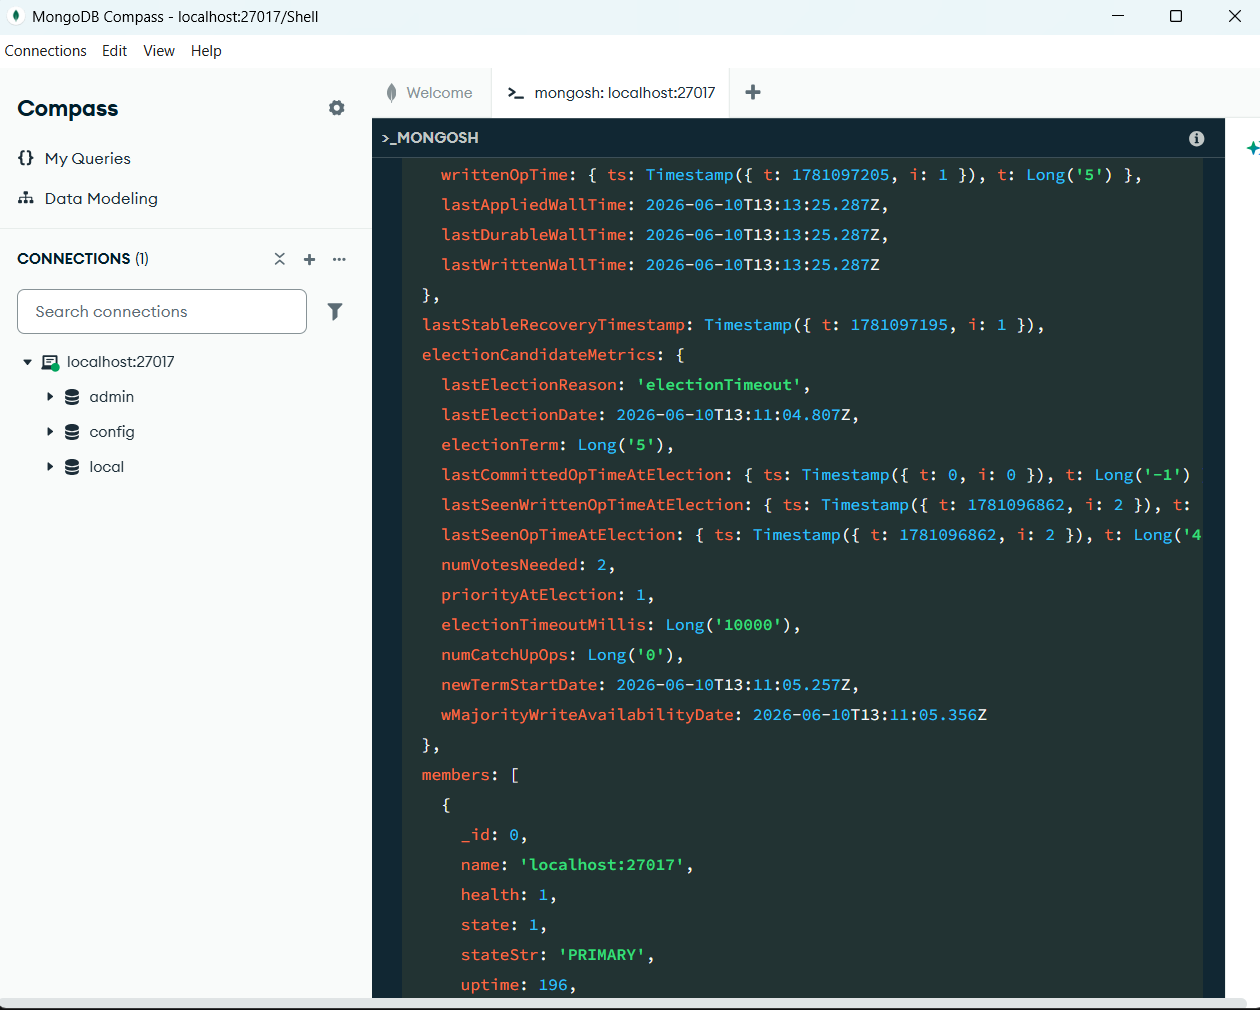 MongoDB Compass - localhost:27017/Shell
Connections Edit View Help
Compass
My Queries
Data Modeling
CONNECTIONS (1)
Search connections
localhost:27017
admin
config
local
Welcome
mongosh: localhost:27017
>_MONGOSH
writtenOpTime: { ts: Timestamp({ t: 1781097205, i: 1 }), t: Long('5') },
lastAppliedWallTime: 2026-06-10T13:13:25.287Z,
lastDurableWallTime: 2026-06-10T13:13:25.287Z,
lastWrittenWallTime: 2026-06-10T13:13:25.287Z
},
lastStableRecoveryTimestamp: Timestamp({ t: 1781097195, i: 1 }),
electionCandidateMetrics: {
lastElectionReason: 'electionTimeout',
lastElectionDate: 2026-06-10T13:11:04.807Z,
electionTerm: Long('5'),
lastCommittedOpTimeAtElection: { ts: Timestamp({ t: 0, i: 0 }), t: Long('-1')
lastSeenWrittenOpTimeAtElection: { ts: Timestamp({ t: 1781096862, i: 2 }), t:
lastSeenOpTimeAtElection: { ts: Timestamp({ t: 1781096862, i: 2 }), t: Long('4
numVotesNeeded: 2,
priorityAtElection: 1,
electionTimeoutMillis: Long('10000'),
numCatchUpOps: Long('0'),
newTermStartDate: 2026-06-10T13:11:05.257Z,
wMajorityWriteAvailabilityDate: 2026-06-10T13:11:05.356Z
},
members: [
{
_id: 0,
name: 'localhost:27017',
health: 1,
state: 1,
stateStr: 'PRIMARY',
uptime: 196,